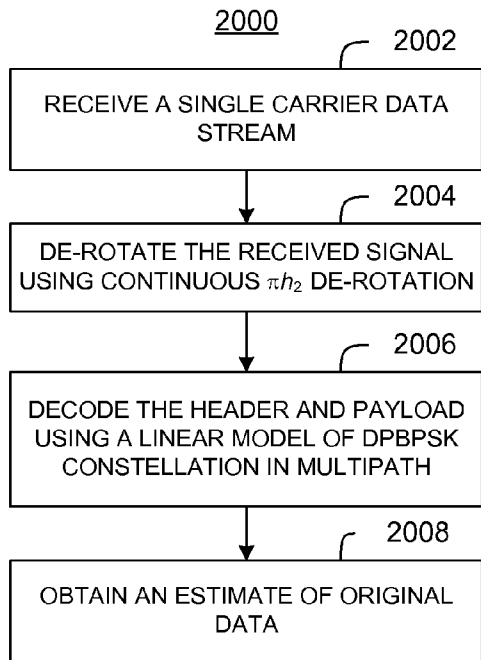 2000
2002
RECEIVE A SINGLE CARRIER DATA
STREAM
2004
DE-ROTATE THE RECEIVED SIGNAL
USING CONTINUOUS πh₂ DE-ROTATION
2006
DECODE THE HEADER AND PAYLOAD
USING A LINEAR MODEL OF DPBPSK
CONSTELLATION IN MULTIPATH
2008
OBTAIN AN ESTIMATE OF ORIGINAL
DATA